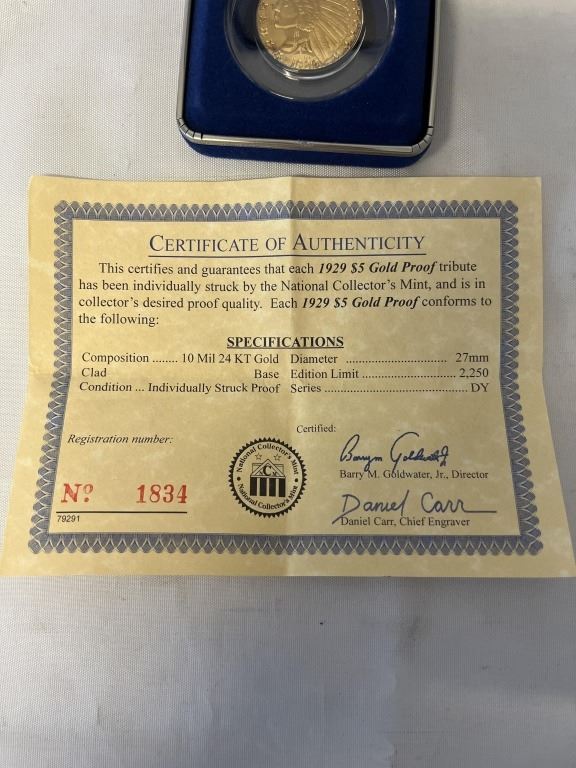 CERTIFICATE OF AUTHENTICITY
This certifies and guarantees that each 1929 $5 Gold Proof tribute
has been individually struck by the National Collector's Mint, and is in
collector's desired proof quality. Each 1929 $5 Gold Proof conforms to
the following:
SPECIFICATIONS
Composition ........ 10 Mil 24 KT Gold
Clad Base
Condition ... Individually Struck Proof
Diameter .............................. 27mm
Edition Limit ............................ 2,250
Series ........................................... DY
Registration number:
Nº 1834
79291
National Collector's Mint
C
National Collector's Mint
Certified:
Barry M. Goldwater, Jr., Director
Daniel Carr
Daniel Carr, Chief Engraver